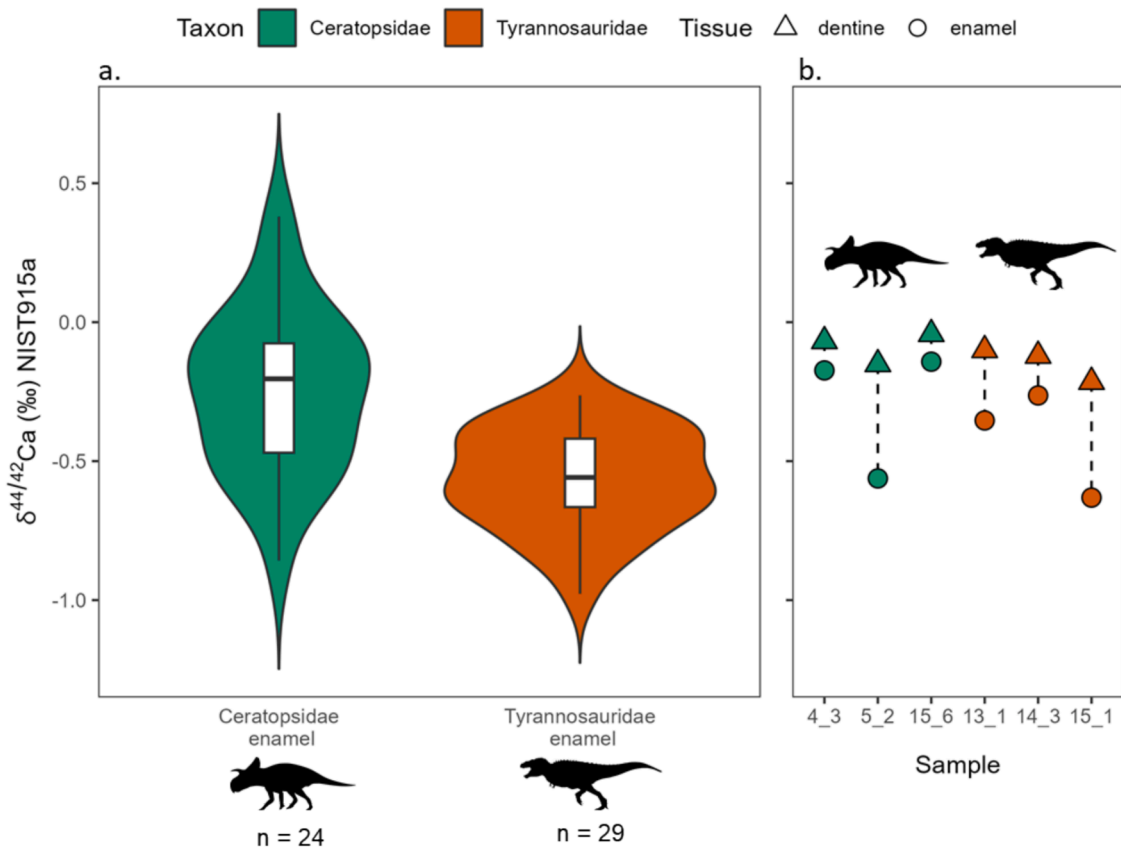 Taxon Ceratopsidae Tyrannosauridae Tissue dentine enamel
a.
b.
δ44/42Ca (‰) NIST915a
0.5
0.0
-0.5
-1.0
Ceratopsidae
enamel
n = 24
Tyrannosauridae
enamel
n = 29
4_3 5_2 15_6 13_1 14_3 15_1
Sample